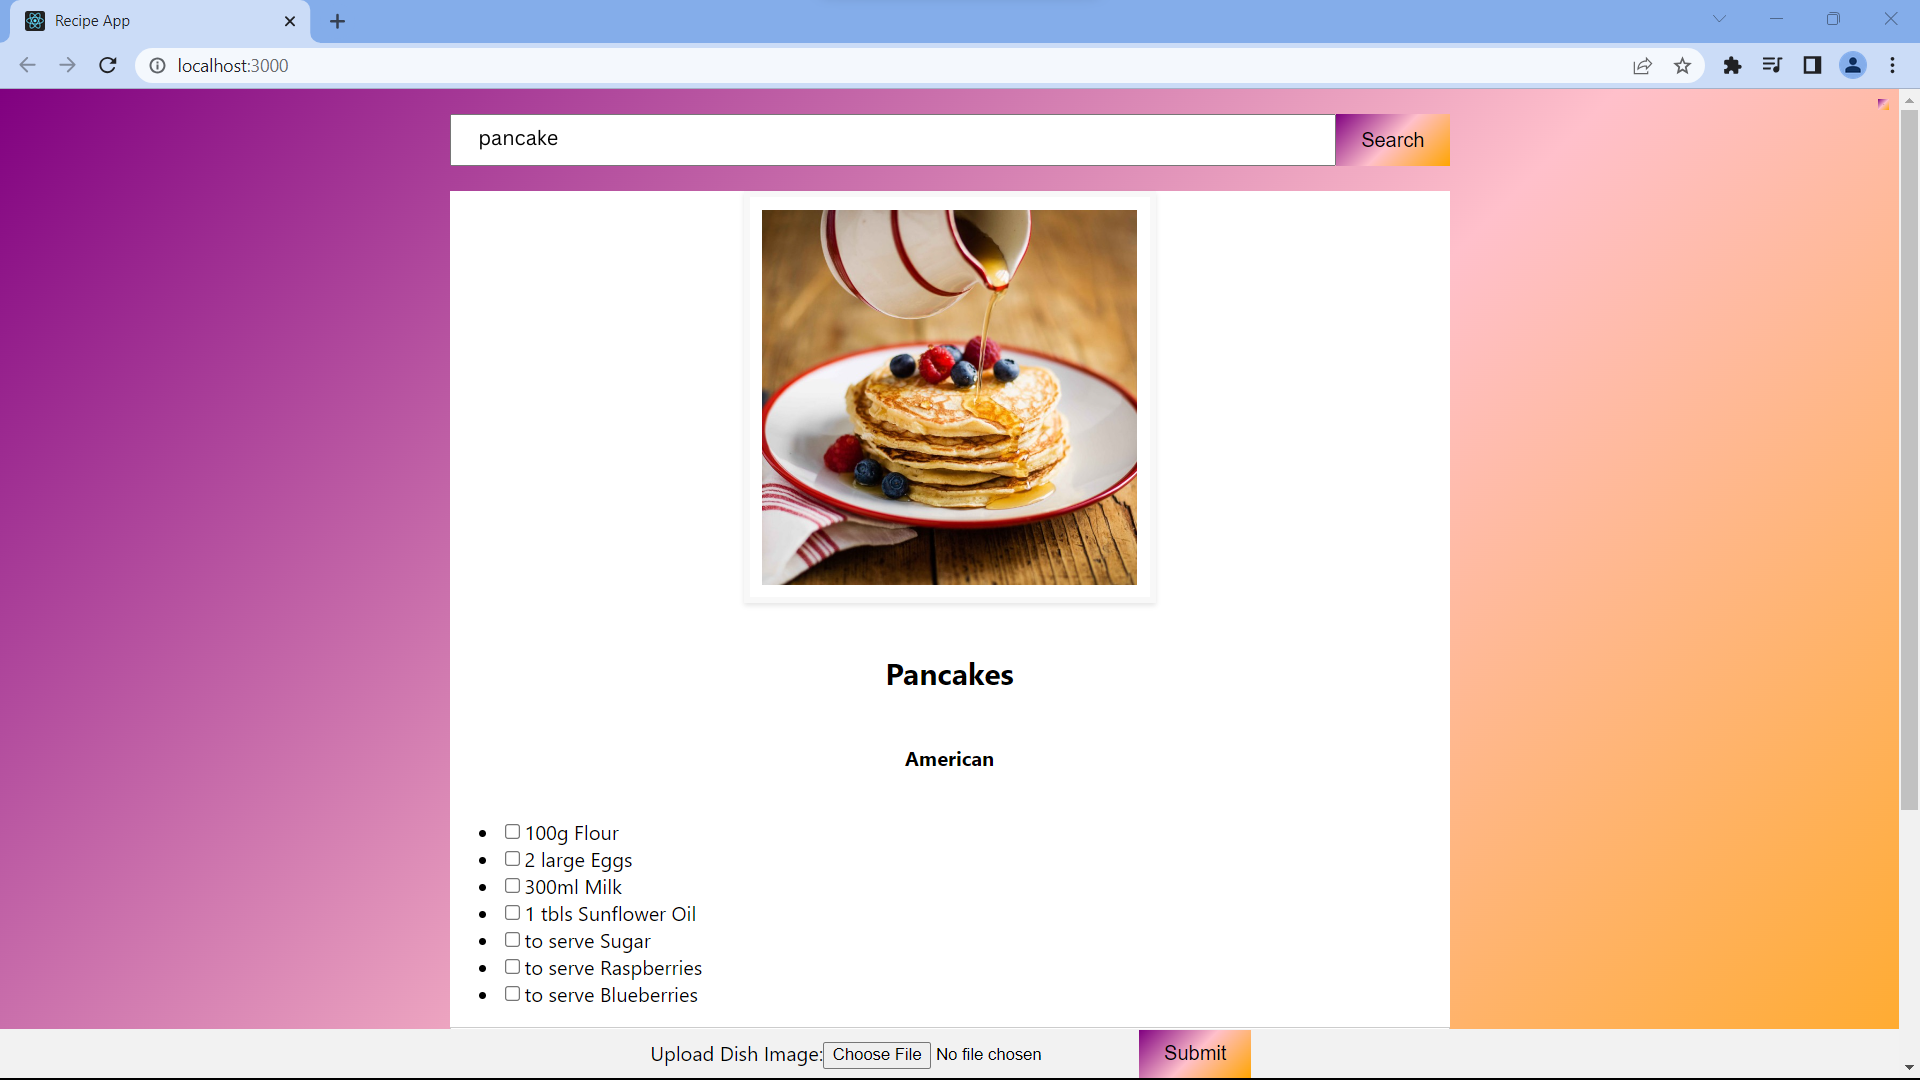 Recipe App
localhost:3000
pancake
Search
Pancakes
American
100g Flour
2 large Eggs
300ml Milk
1 tbls Sunflower Oil
to serve Sugar
to serve Raspberries
to serve Blueberries
Upload Dish Image: Choose File No file chosen
Submit